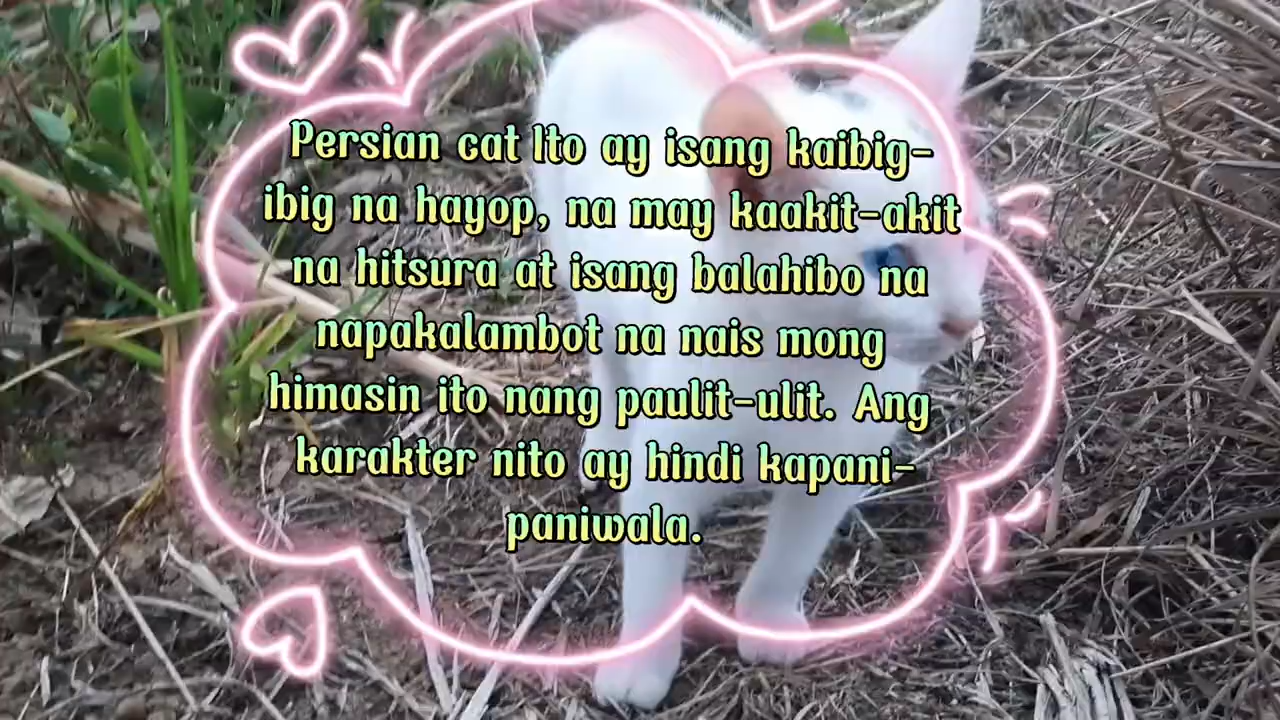 Persian cat Ito ay isang kaibig-
ibig na hayop, na may kaakit-akit
na hitsura at isang balahibo na
napakalambot na nais mong
himasin ito nang paulit-ulit. Ang
karakter nito ay hindi kapani-
paniwala.